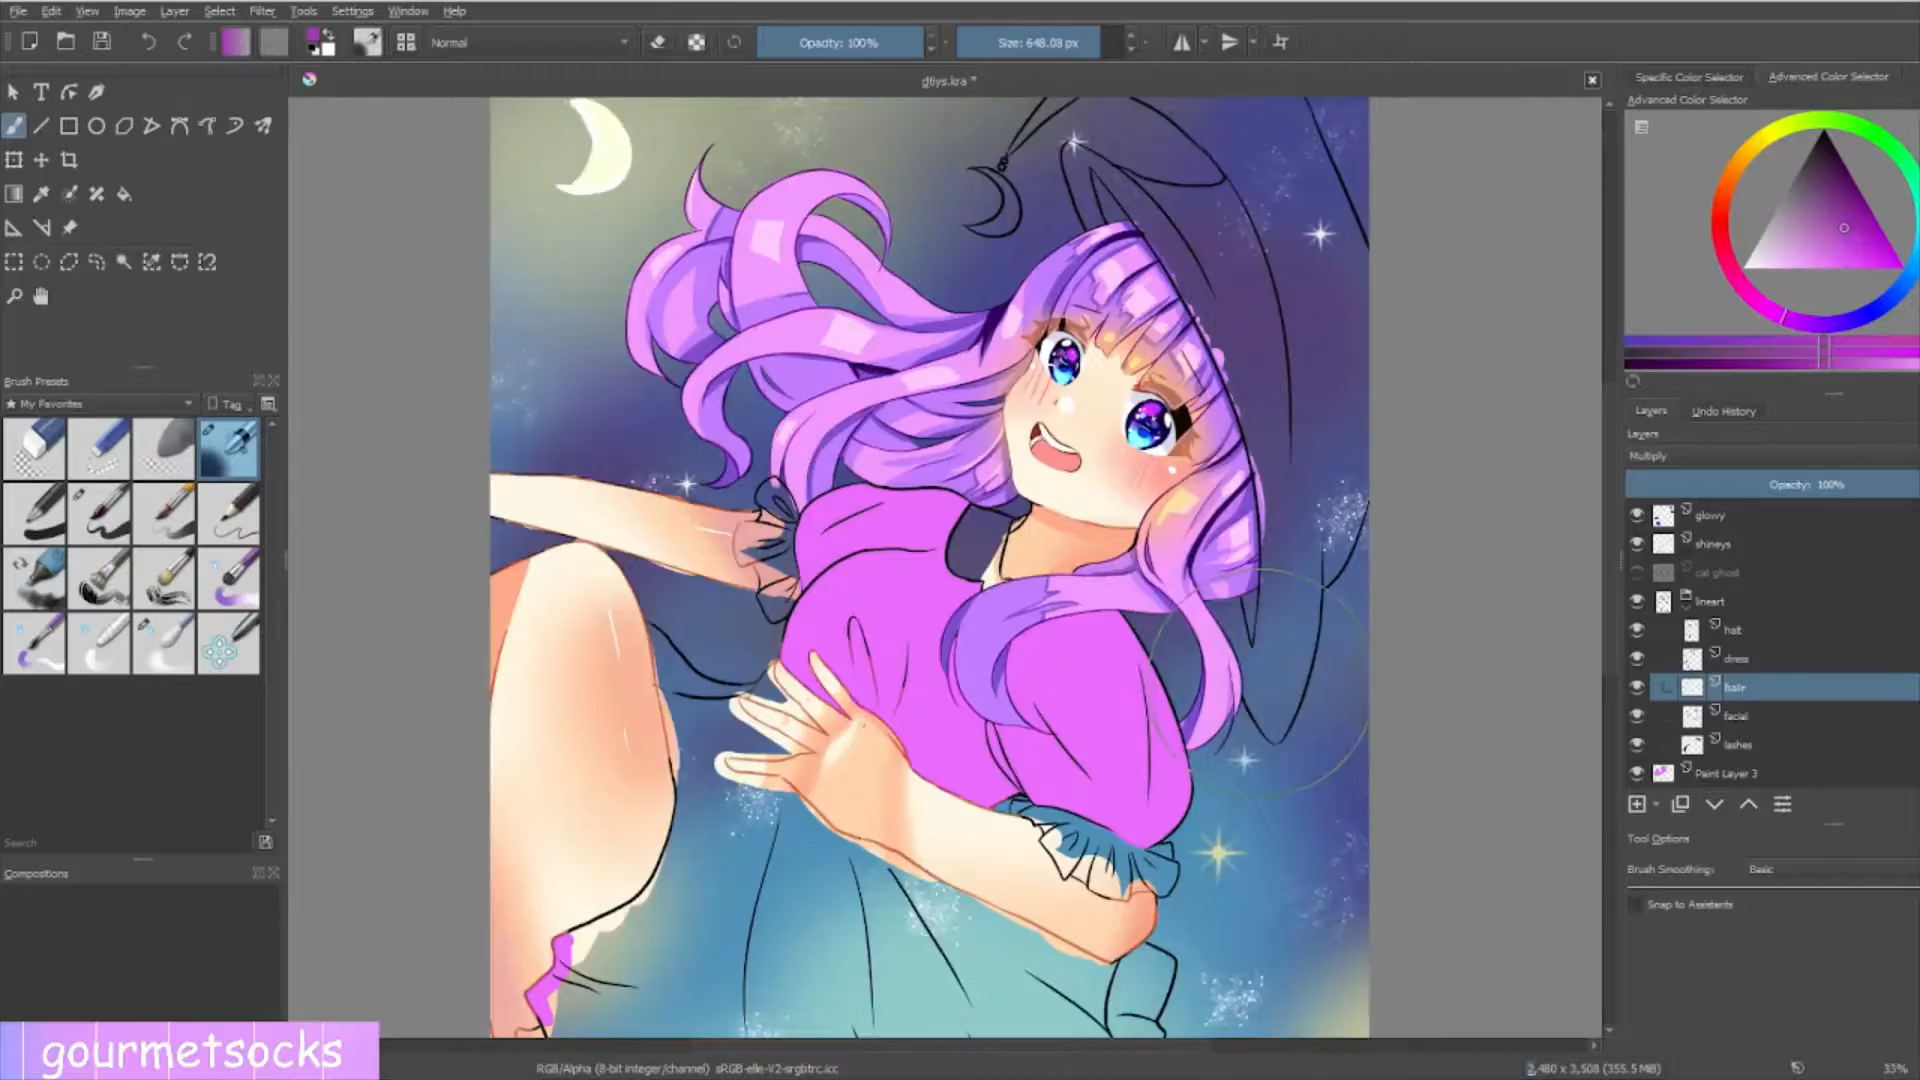 File Edit View Image Layer Select Filter Tools Settings Window Help
Normal Opacity: 100% Size: 648.08 px
dtiys.kra *
Specific Color Selector Advanced Color Selector
Advanced Color Selector
Brush Presets
★ My Favorites Tag
Search
Compositions
Layers Undo History
Layers
Multiply
Opacity: 100%
glowy
shineys
cat ghost
lineart
hat
dress
hair
facial
lashes
Paint Layer 3
Tool Options
Brush Smoothing: Basic
Snap to Assistants
gourmetsocks
RGB/Alpha (8-bit integer/channel) sRGB-elle-V2-srgbtrc.icc
2,480 x 3,508 (355.5 MiB)
33%